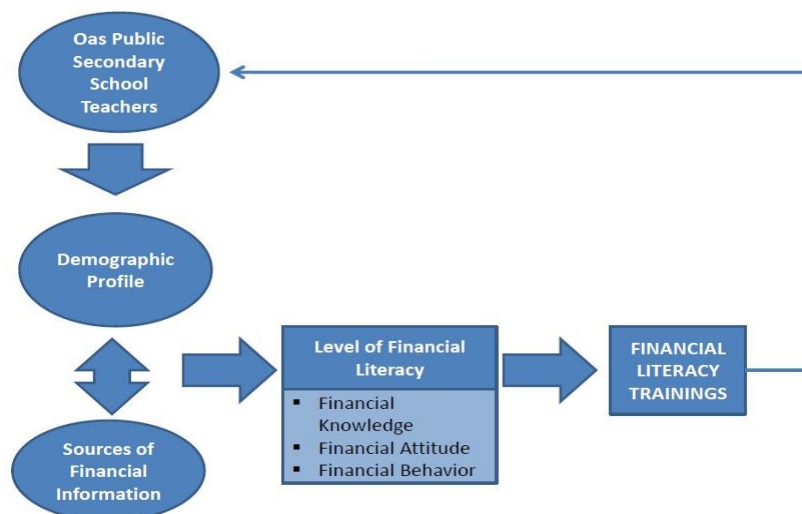 Oas Public
Secondary
School
Teachers
Demographic
Profile
Sources of
Financial
Information
Level of Financial
Literacy
▪ Financial
Knowledge
▪ Financial Attitude
▪ Financial Behavior
FINANCIAL
LITERACY
TRAININGS